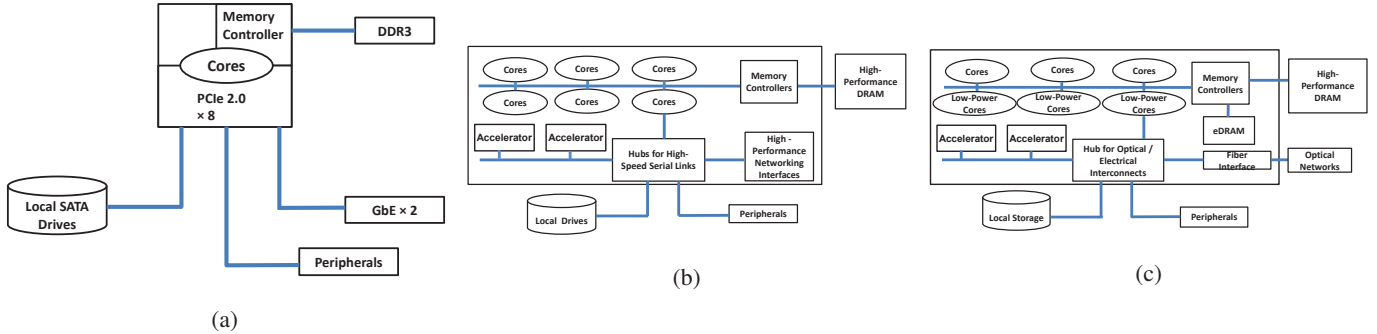 Memory
Controller
Cores
PCIe 2.0
× 8
DDR3
Local SATA
Drives
GbE × 2
Peripherals
(a)
Cores
Cores
Cores
Cores
Cores
Cores
Memory
Controllers
High-
Performance
DRAM
Accelerator
Accelerator
Hubs for High-
Speed Serial Links
High -
Performance
Networking
Interfaces
Local Drives
Peripherals
(b)
Cores
Cores
Cores
Low-Power
Cores
Low-Power
Cores
Low-Power
Cores
Memory
Controllers
High-
Performance
DRAM
eDRAM
Accelerator
Accelerator
Hub for Optical /
Electrical
Interconnects
Fiber
Interface
Optical
Networks
Local Storage
Peripherals
(c)